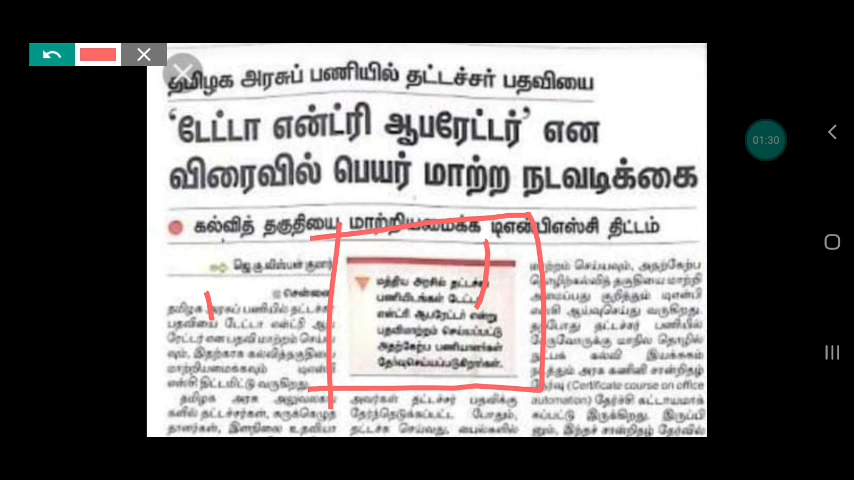 தமிழக அரசுப் பணியில் தட்டச்சர் பதவியை
‘டேட்டா என்ட்ரி ஆபரேட்டர்’ என
விரைவில் பெயர் மாற்ற நடவடிக்கை
கல்வித் தகுதியை மாற்றியமைக்க டிஎன்பிஎஸ்சி திட்டம்
ஜெ.கு.லிஸ்பன் குமார்
சென்னை
தமிழக அரசுப் பணியில் தட்டச்சர்
பதவியை டேட்டா என்ட்ரி ஆப
ரேட்டர் என பதவி மாற்றம் செய்ய
வும், இதற்காக கல்வித்தகுதியை
மாற்றியமைக்கவும் டிஎன்பி
எஸ்சி திட்டமிட்டு வருகிறது.
தமிழக அரசு அலுவலகங்
களில் தட்டச்சர்கள், சுருக்கெழுத்
தாளர்கள், இளநிலை உதவியா
மத்திய அரசில் தட்டச்சர்
பணியிடங்கள் டேட்டா
என்ட்ரி ஆபரேட்டர் என்று
பதவிமாற்றம் செய்யப்பட்டு
அதற்கேற்ப பணியாளர்கள்
தேர்வுசெய்யப்படுகிறார்கள்.
அவர்கள் தட்டச்சர் பதவிக்கு
தேர்ந்தெடுக்கப்பட்ட போதும்,
தட்டச்சு செய்வது, பைல்களில்
மாற்றம் செய்யவும், அதற்கேற்ப
தொழிற்கல்வித் தகுதியை மாற்றி
அமைப்பது குறித்தும் டிஎன்பி
எஸ்சி ஆய்வுசெய்து வருகிறது.
தற்போது தட்டச்சர் பணியில்
சேருவோருக்கு மாநில தொழில்
நுட்பக் கல்வி இயக்ககம்
நடத்தும் அரசு கணினி சான்றிதழ்
தேர்வு (Certificate course on office
automation) தேர்ச்சி கட்டாயமாக்
கப்பட்டு இருக்கிறது. இருப்பி
னும், இந்தச் சான்றிதழ் தேர்வில்
01:30